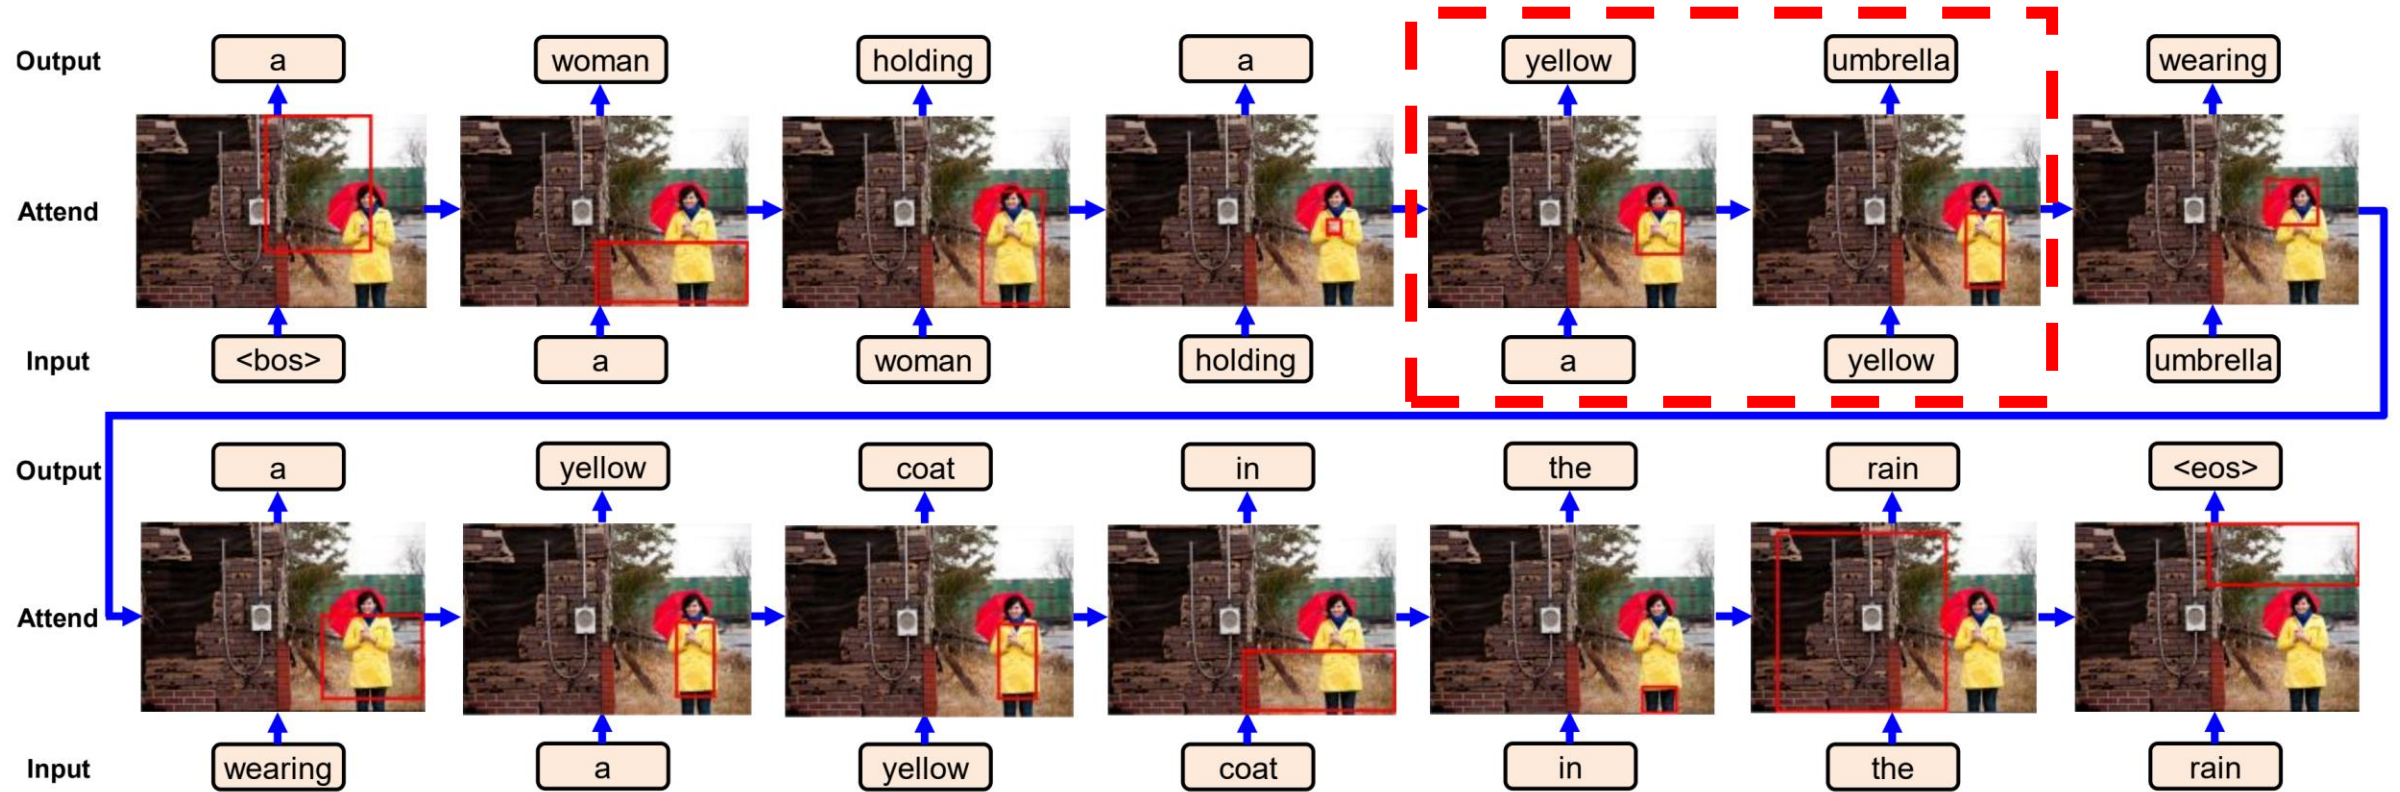 Output a woman holding a yellow umbrella wearing
Attend
Input <bos> a woman holding a yellow umbrella
Output a yellow coat in the rain <eos>
Attend
Input wearing a yellow coat in the rain